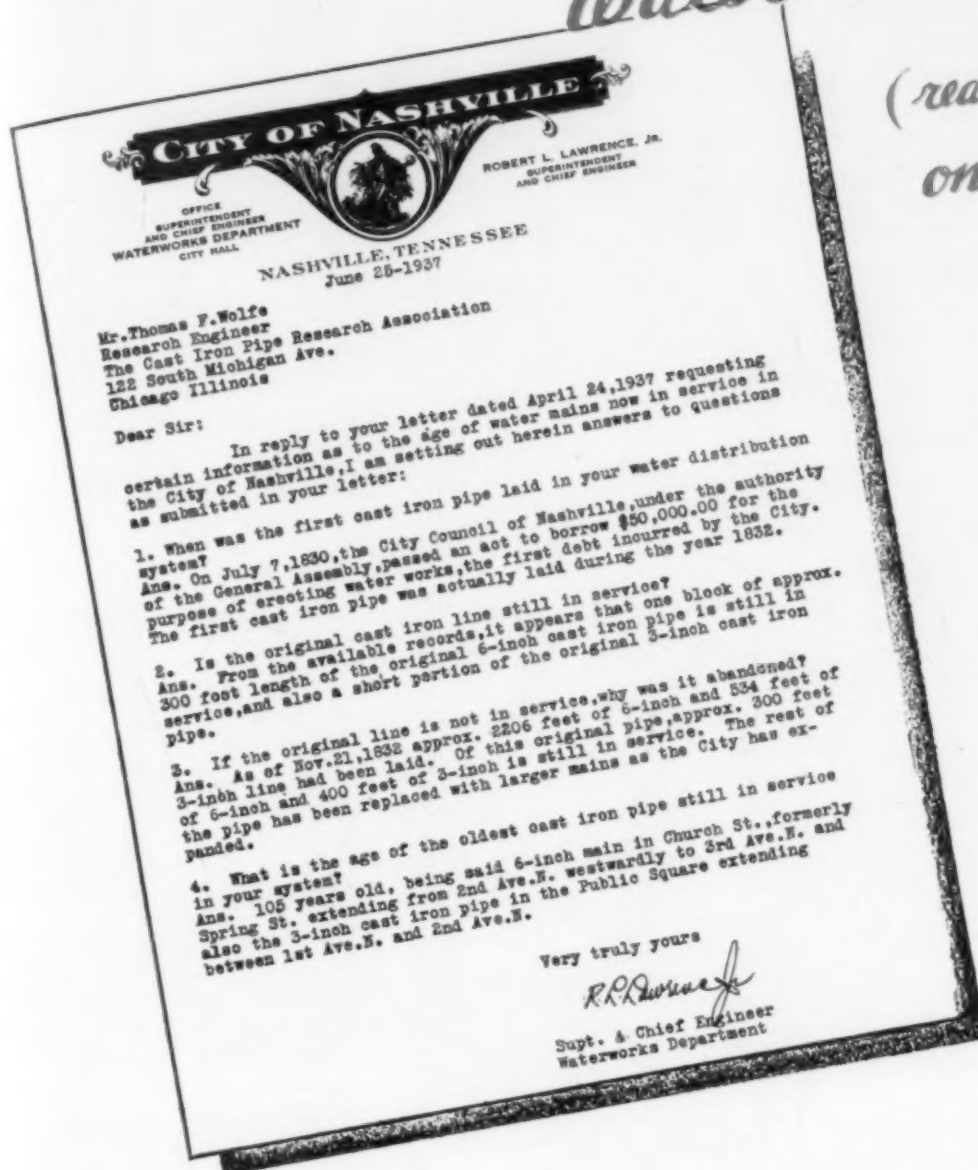 (rea
on
CITY OF NASHVILLE
OFFICE
SUPERINTENDENT
AND CHIEF ENGINEER
WATERWORKS DEPARTMENT
CITY HALL
ROBERT L. LAWRENCE, JR.
SUPERINTENDENT
AND CHIEF ENGINEER
NASHVILLE, TENNESSEE
June 25-1937
Mr.Thomas F.Wolfe
Research Engineer
The Cast Iron Pipe Research Association
122 South Michigan Ave.
Chicago Illinois
Dear Sir:
In reply to your letter dated April 24,1937 requesting
certain information as to the age of water mains now in service in
the City of Nashville,I am setting out herein answers to questions
as submitted in your letter:
1. When was the first cast iron pipe laid in your water distribution
system?
Ans. On July 7,1830,the City Council of Nashville,under the authority
of the General Assembly,passed an act to borrow $50,000.00 for the
purpose of erecting water works,the first debt incurred by the City.
The first cast iron pipe was actually laid during the year 1832.
2. Is the original cast iron line still in service?
Ans. From the available records,it appears that one block of approx.
300 foot length of the original 6-inch cast iron pipe is still in
service,and also a short portion of the original 3-inch cast iron
pipe.
3. If the original line is not in service,why was it abandoned?
Ans. As of Nov.21,1832 approx. 2206 feet of 6-inch and 534 feet of
3-inch line had been laid. Of this original pipe,approx. 300 feet
of 6-inch and 400 feet of 3-inch is still in service. The rest of
the pipe has been replaced with larger mains as the City has ex-
panded.
4. What is the age of the oldest cast iron pipe still in service
in your system?
Ans. 105 years old, being said 6-inch main in Church St.,formerly
Spring St. extending from 2nd Ave.N. westwardly to 3rd Ave.N. and
also the 3-inch cast iron pipe in the Public Square extending
between 1st Ave.N. and 2nd Ave.N.
Very truly yours
R.L.Lawrence Jr
Supt. & Chief Engineer
Waterworks Department